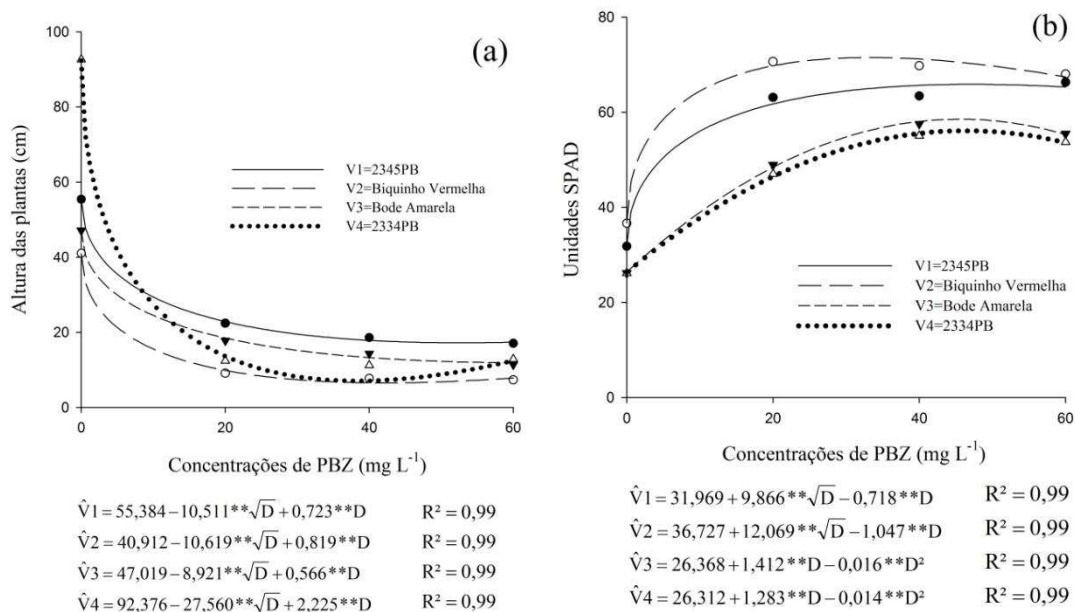 (a)
100
80
60
40
20
0
Altura das plantas (cm)
V1=2345PB
V2=Biquinho Vermelha
V3=Bode Amarela
V4=2334PB
0 20 40 60
Concentrações de PBZ (mg L⁻¹)
V̂1=55,384−10,511**√D+0,723**D R²=0,99
V̂2=40,912−10,619**√D+0,819**D R²=0,99
V̂3=47,019−8,921**√D+0,566**D R²=0,99
V̂4=92,376−27,560**√D+2,225**D R²=0,99
(b)
80
60
40
20
0
Unidades SPAD
V1=2345PB
V2=Biquinho Vermelha
V3=Bode Amarela
V4=2334PB
0 20 40 60
Concentrações de PBZ (mg L⁻¹)
V̂1=31,969+9,866**√D−0,718**D R²=0,99
V̂2=36,727+12,069**√D−1,047**D R²=0,99
V̂3=26,368+1,412**D−0,016**D² R²=0,99
V̂4=26,312+1,283**D−0,014**D² R²=0,99